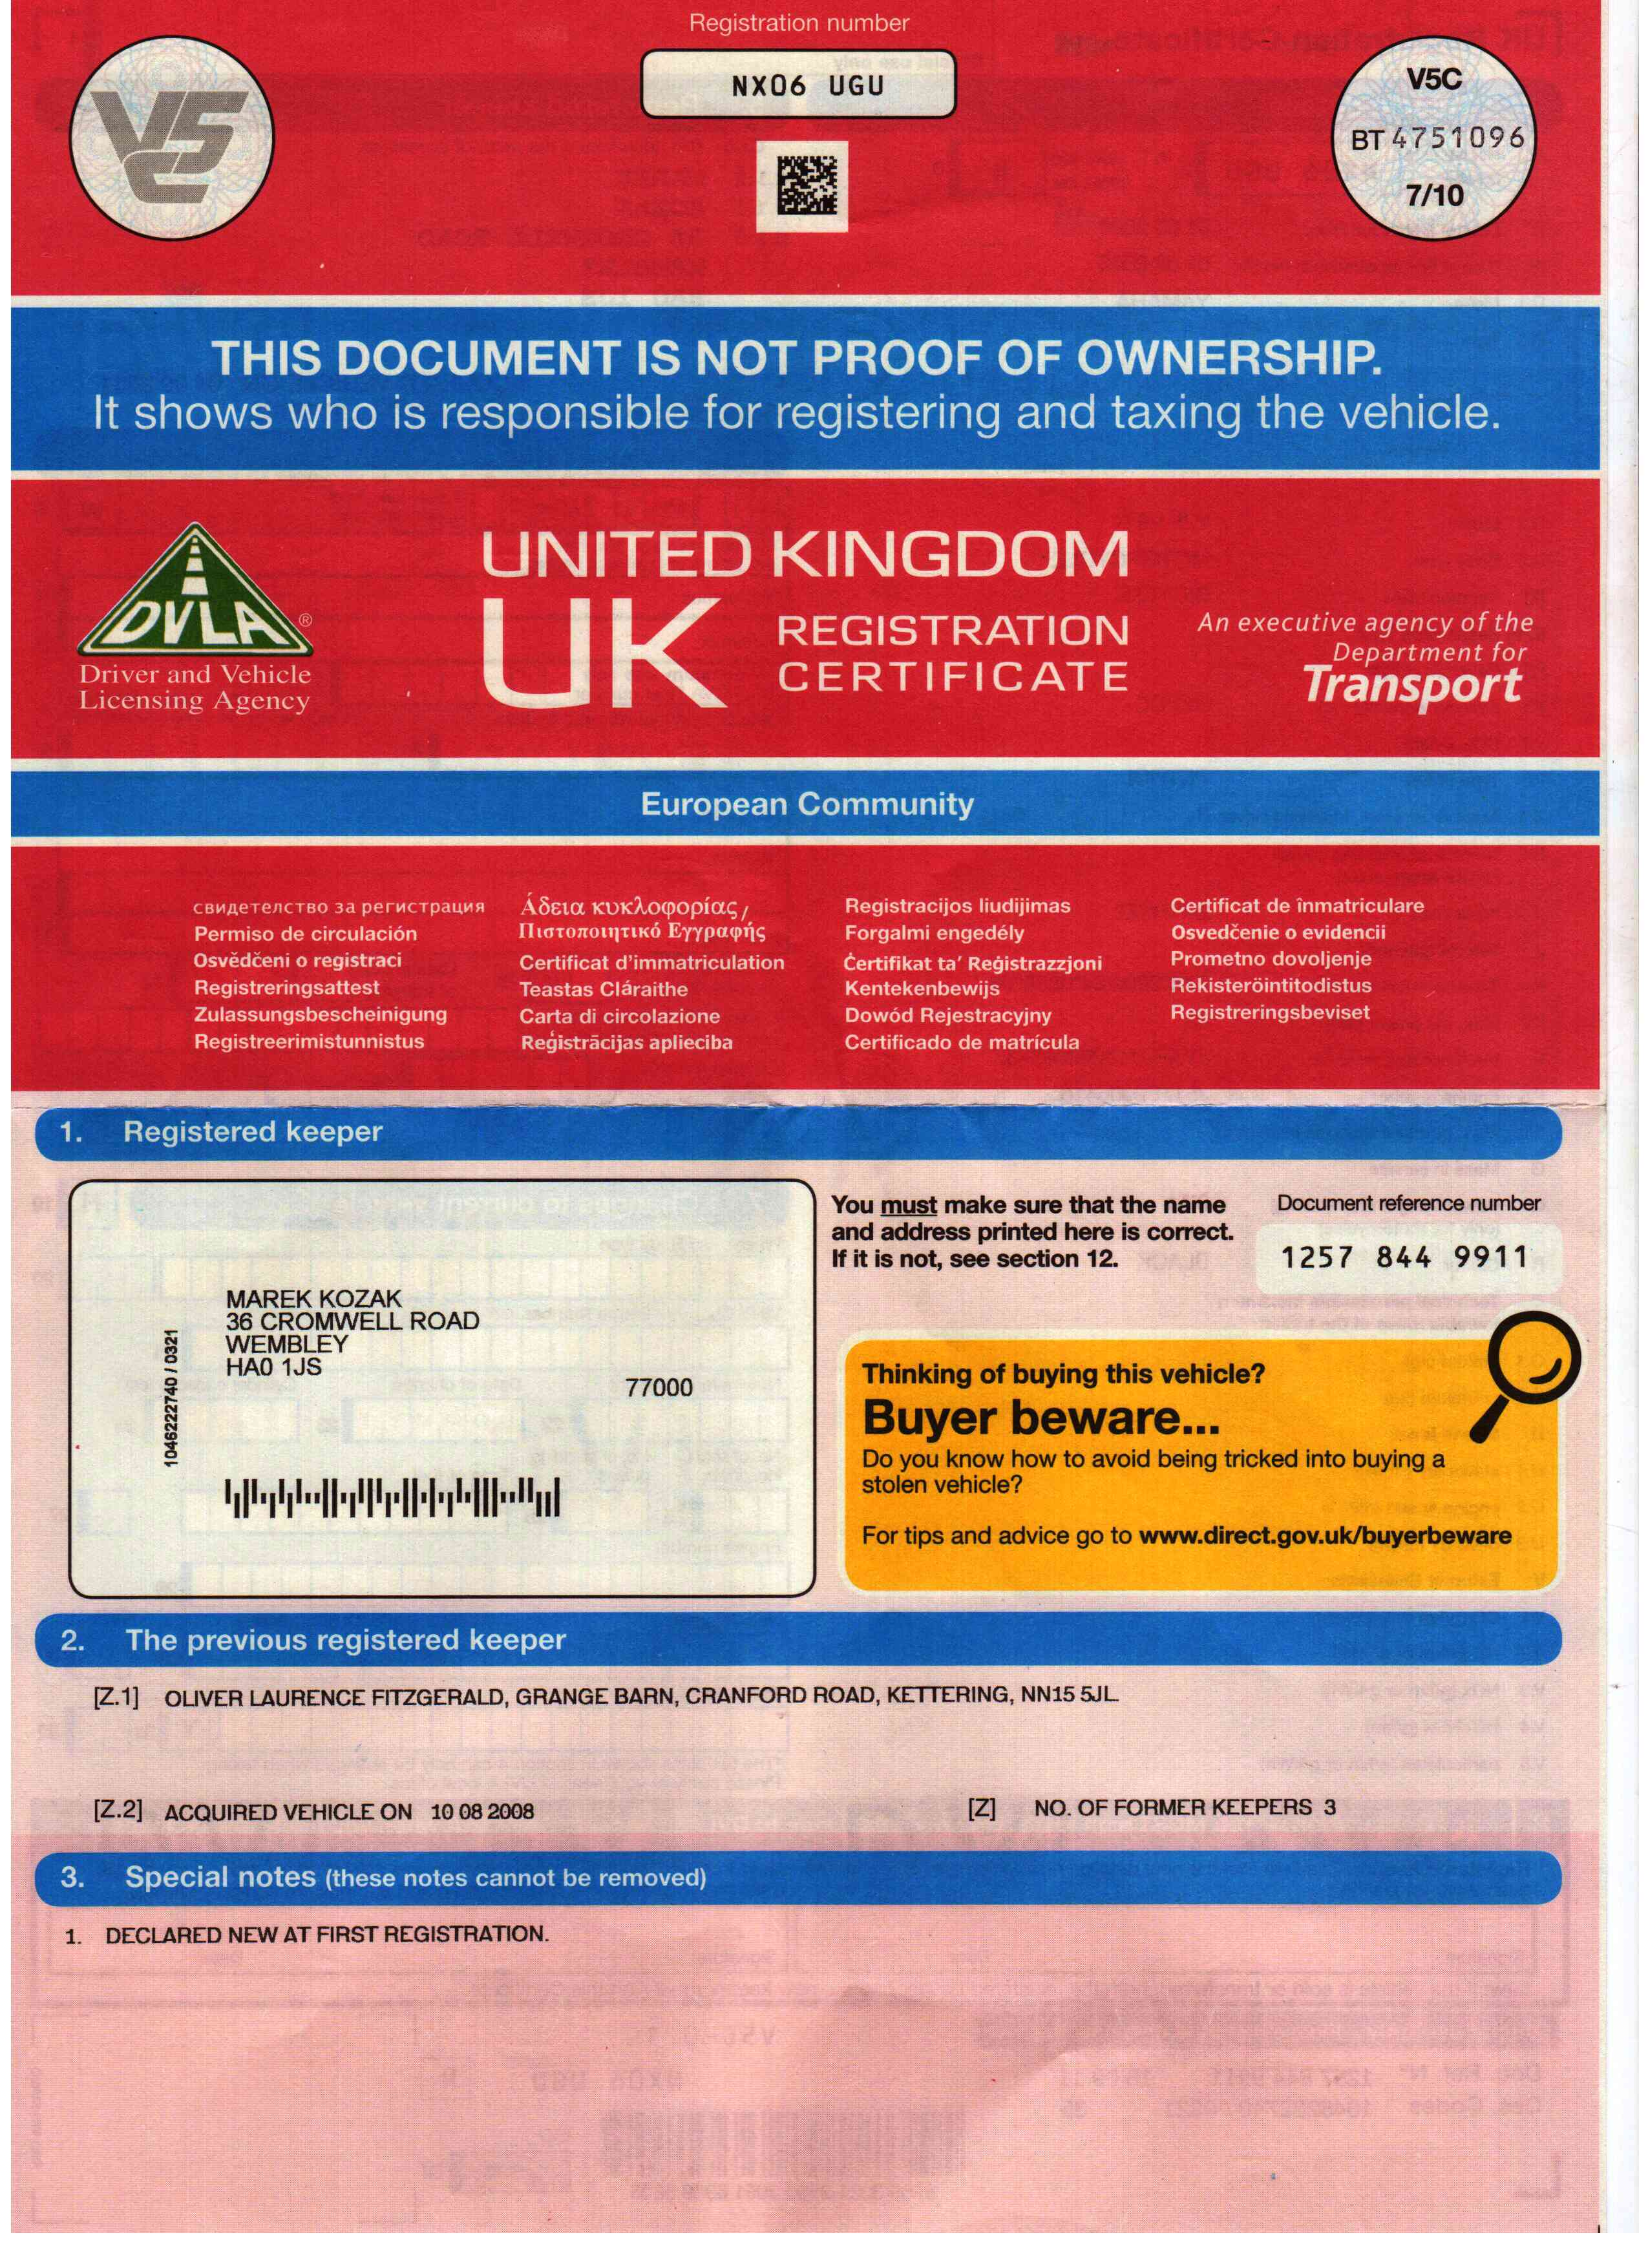 Registration number
NX06 UGU
V5C
V5C
BT 4751096
7/10
THIS DOCUMENT IS NOT PROOF OF OWNERSHIP.
It shows who is responsible for registering and taxing the vehicle.
DVLA ®
Driver and Vehicle
Licensing Agency
UNITED KINGDOM
UK REGISTRATION
CERTIFICATE
An executive agency of the
Department for
Transport
European Community
свидетелство за регистрация
Permiso de circulación
Osvědčeni o registraci
Registreringsattest
Zulassungsbescheinigung
Registreerimistunnistus
Άδεια κυκλοφορίας /
Πιστοποιητικό Εγγραφής
Certificat d'immatriculation
Teastas Cláraithe
Carta di circolazione
Reģistrācijas apliecība
Registracijos liudijimas
Forgalmi engedély
Ċertifikat ta' Reġistrazzjoni
Kentekenbewijs
Dowód Rejestracyjny
Certificado de matrícula
Certificat de înmatriculare
Osvedčenie o evidencii
Prometno dovoljenje
Rekisteröintitodistus
Registreringsbeviset
1. Registered keeper
MAREK KOZAK
36 CROMWELL ROAD
WEMBLEY
HA0 1JS
77000
1046222740 / 0321
You must make sure that the name
and address printed here is correct.
If it is not, see section 12.
Document reference number
1257 844 9911
Thinking of buying this vehicle?
Buyer beware...
Do you know how to avoid being tricked into buying a
stolen vehicle?
For tips and advice go to www.direct.gov.uk/buyerbeware
2. The previous registered keeper
[Z.1] OLIVER LAURENCE FITZGERALD, GRANGE BARN, CRANFORD ROAD, KETTERING, NN15 5JL
[Z.2] ACQUIRED VEHICLE ON 10 08 2008 [Z] NO. OF FORMER KEEPERS 3
3. Special notes (these notes cannot be removed)
1. DECLARED NEW AT FIRST REGISTRATION.